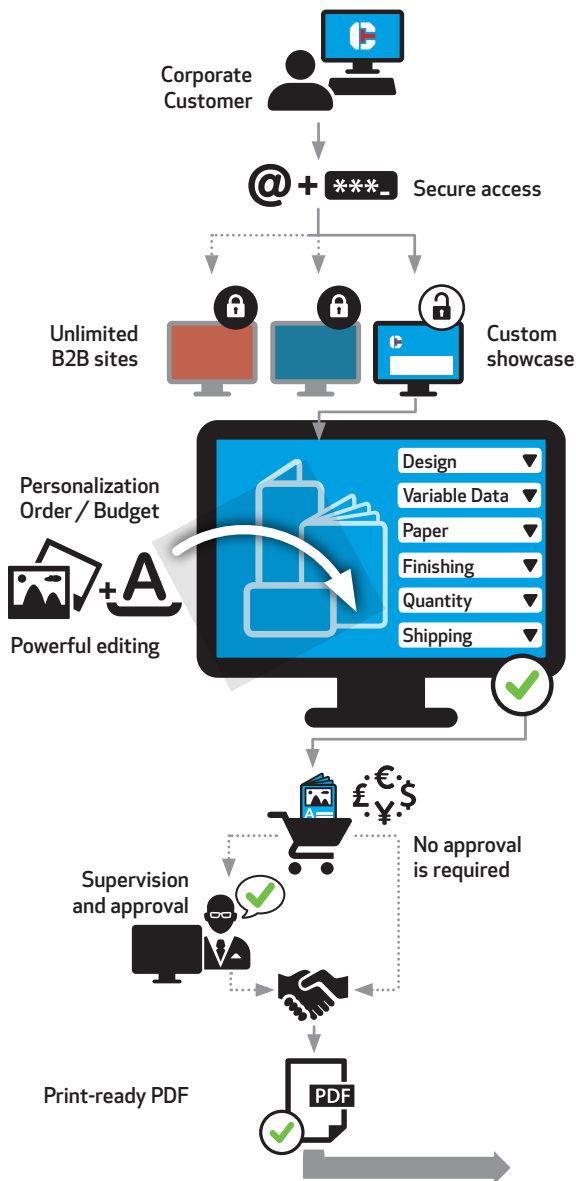 Corporate
Customer
@ + ***_ Secure access
Unlimited
B2B sites
Custom
showcase
Personalization
Order / Budget
+ A
Powerful editing
Design
Variable Data
Paper
Finishing
Quantity
Shipping
£ € ¥ $
A
No approval
is required
Supervision
and approval
Print-ready PDF
PDF